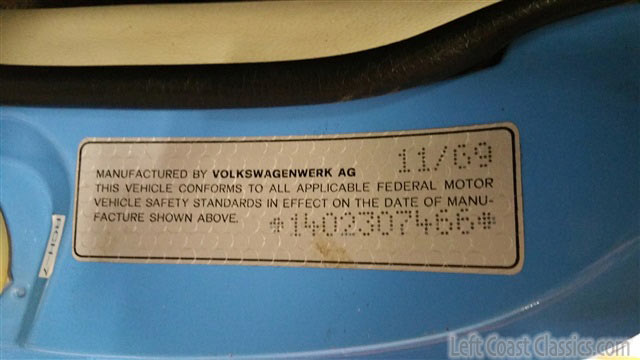 11/69
MANUFACTURED BY VOLKSWAGENWERK AG
THIS VEHICLE CONFORMS TO ALL APPLICABLE FEDERAL MOTOR
VEHICLE SAFETY STANDARDS IN EFFECT ON THE DATE OF MANU-
FACTURE SHOWN ABOVE. *1402307466*
Left Coast Classics.com